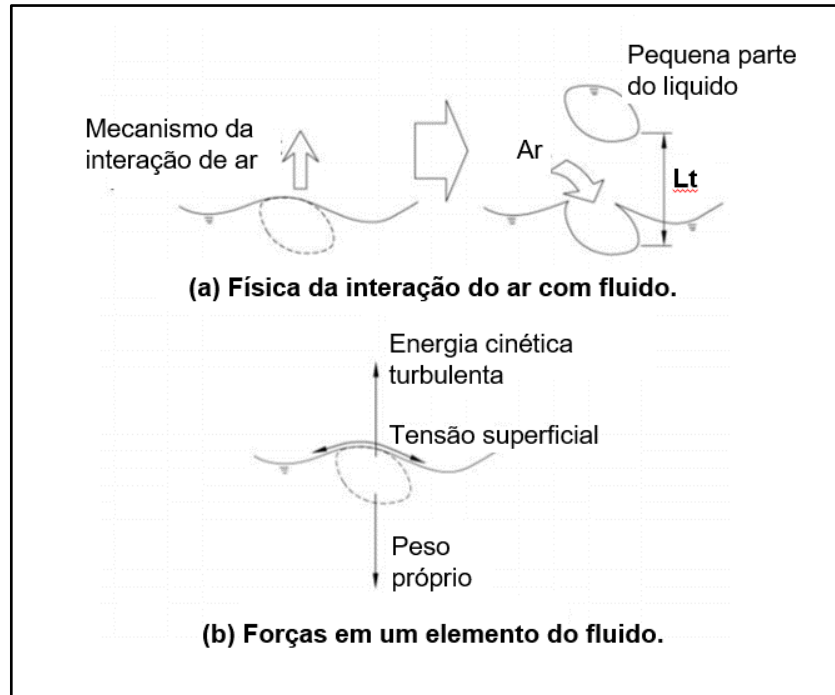 Pequena parte
do liquido
Mecanismo da
interação de ar
Ar
Lt
(a) Física da interação do ar com fluido.
Energia cinética
turbulenta
Tensão superficial
Peso
próprio
(b) Forças em um elemento do fluido.